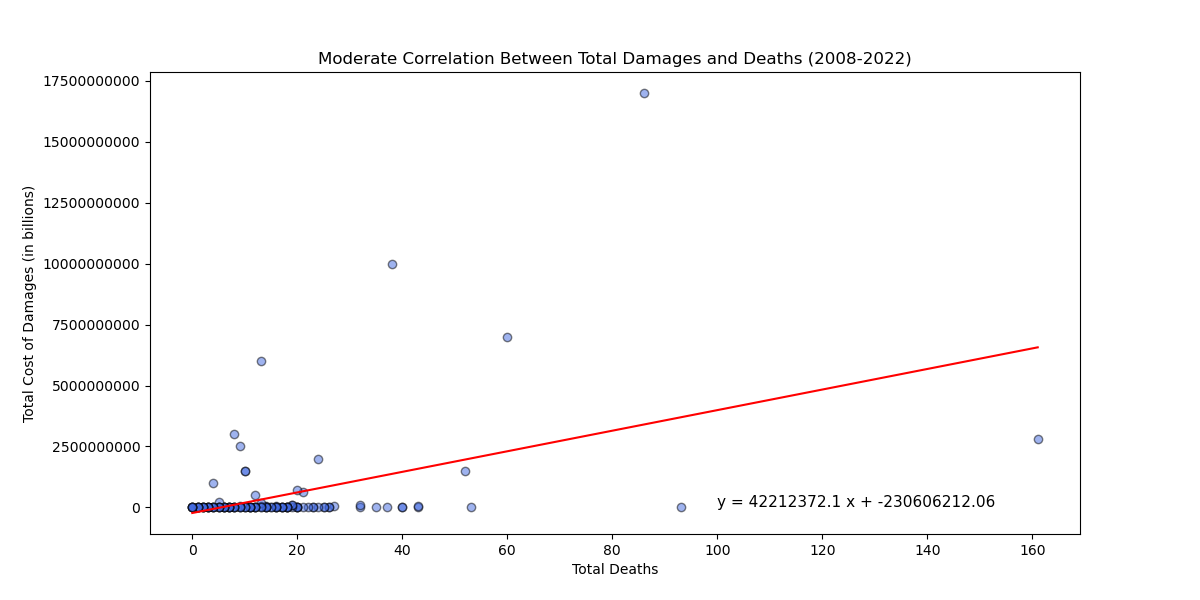 Moderate Correlation Between Total Damages and Deaths (2008-2022)
17500000000
15000000000
12500000000
10000000000
7500000000
5000000000
2500000000
0
Total Cost of Damages (in billions)
y = 42212372.1 x + -230606212.06
0 20 40 60 80 100 120 140 160
Total Deaths